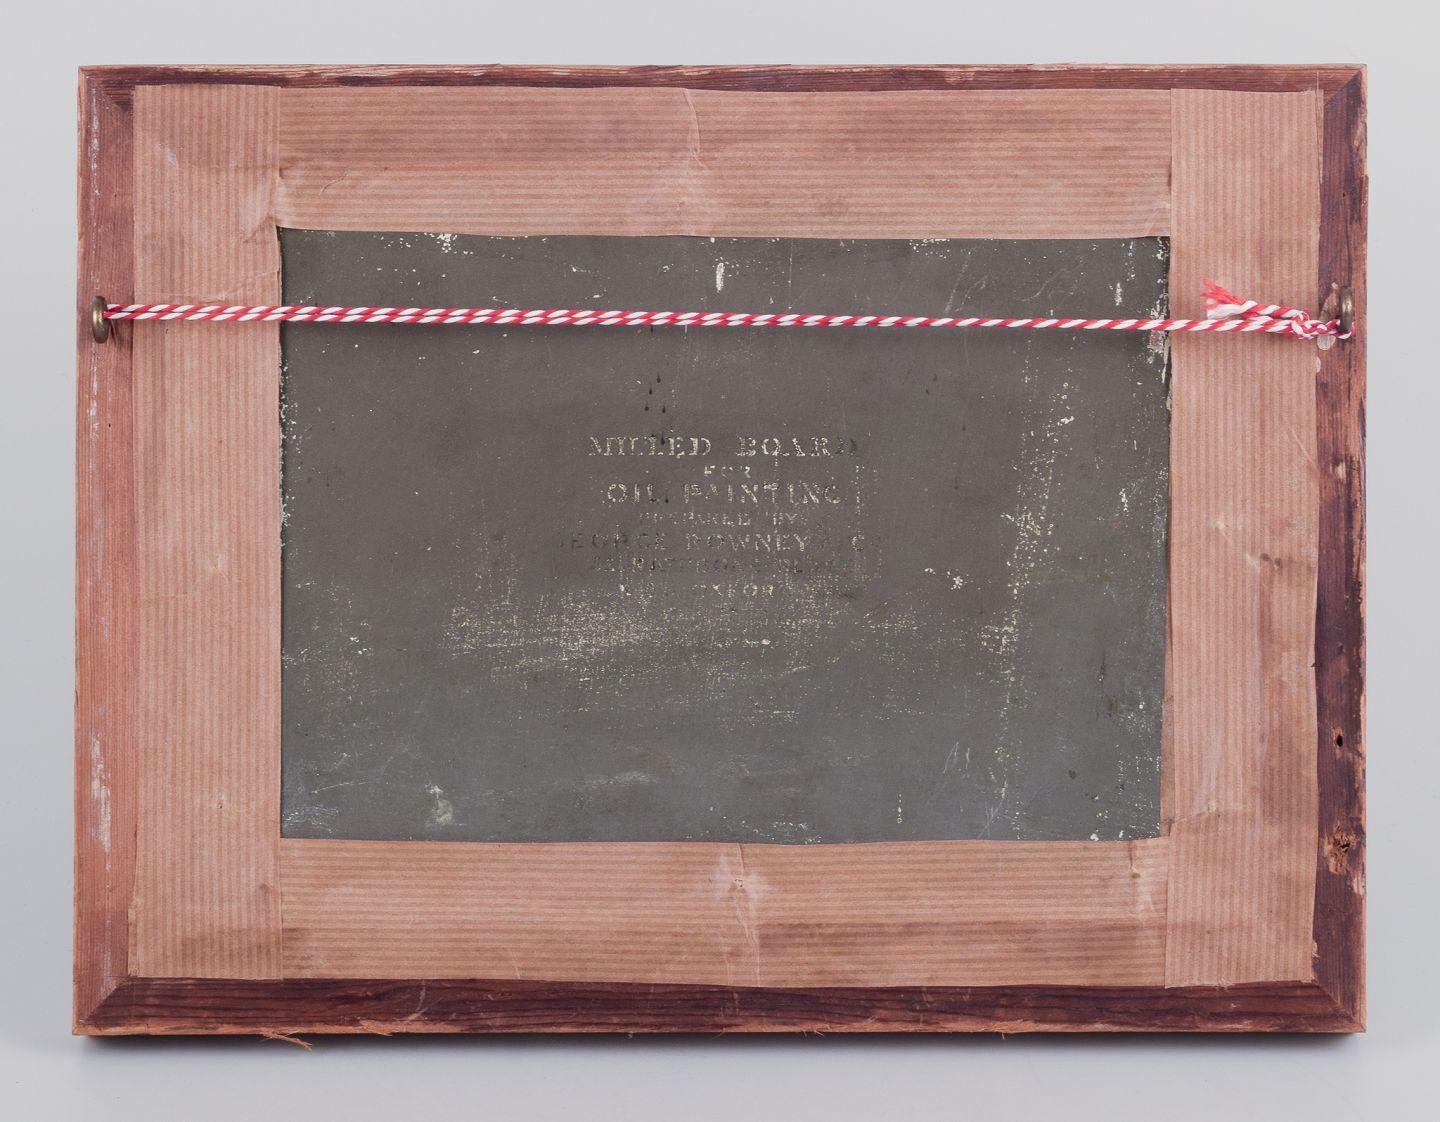 MILLED BOARD
FOR
OIL PAINTING
PREPARED BY
GEORGE ROWNEY & CO